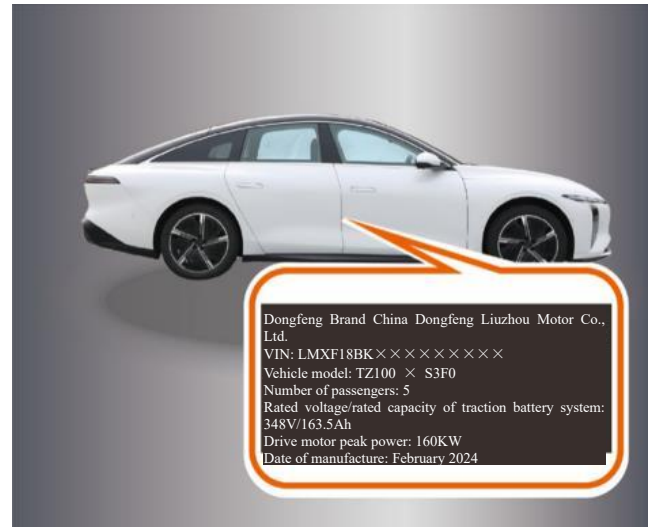 Dongfeng Brand China Dongfeng Liuzhou Motor Co.,
Ltd.
VIN: LMXF18BK×××××××××
Vehicle model: TZ100 × S3F0
Number of passengers: 5
Rated voltage/rated capacity of traction battery system:
348V/163.5Ah
Drive motor peak power: 160KW
Date of manufacture: February 2024